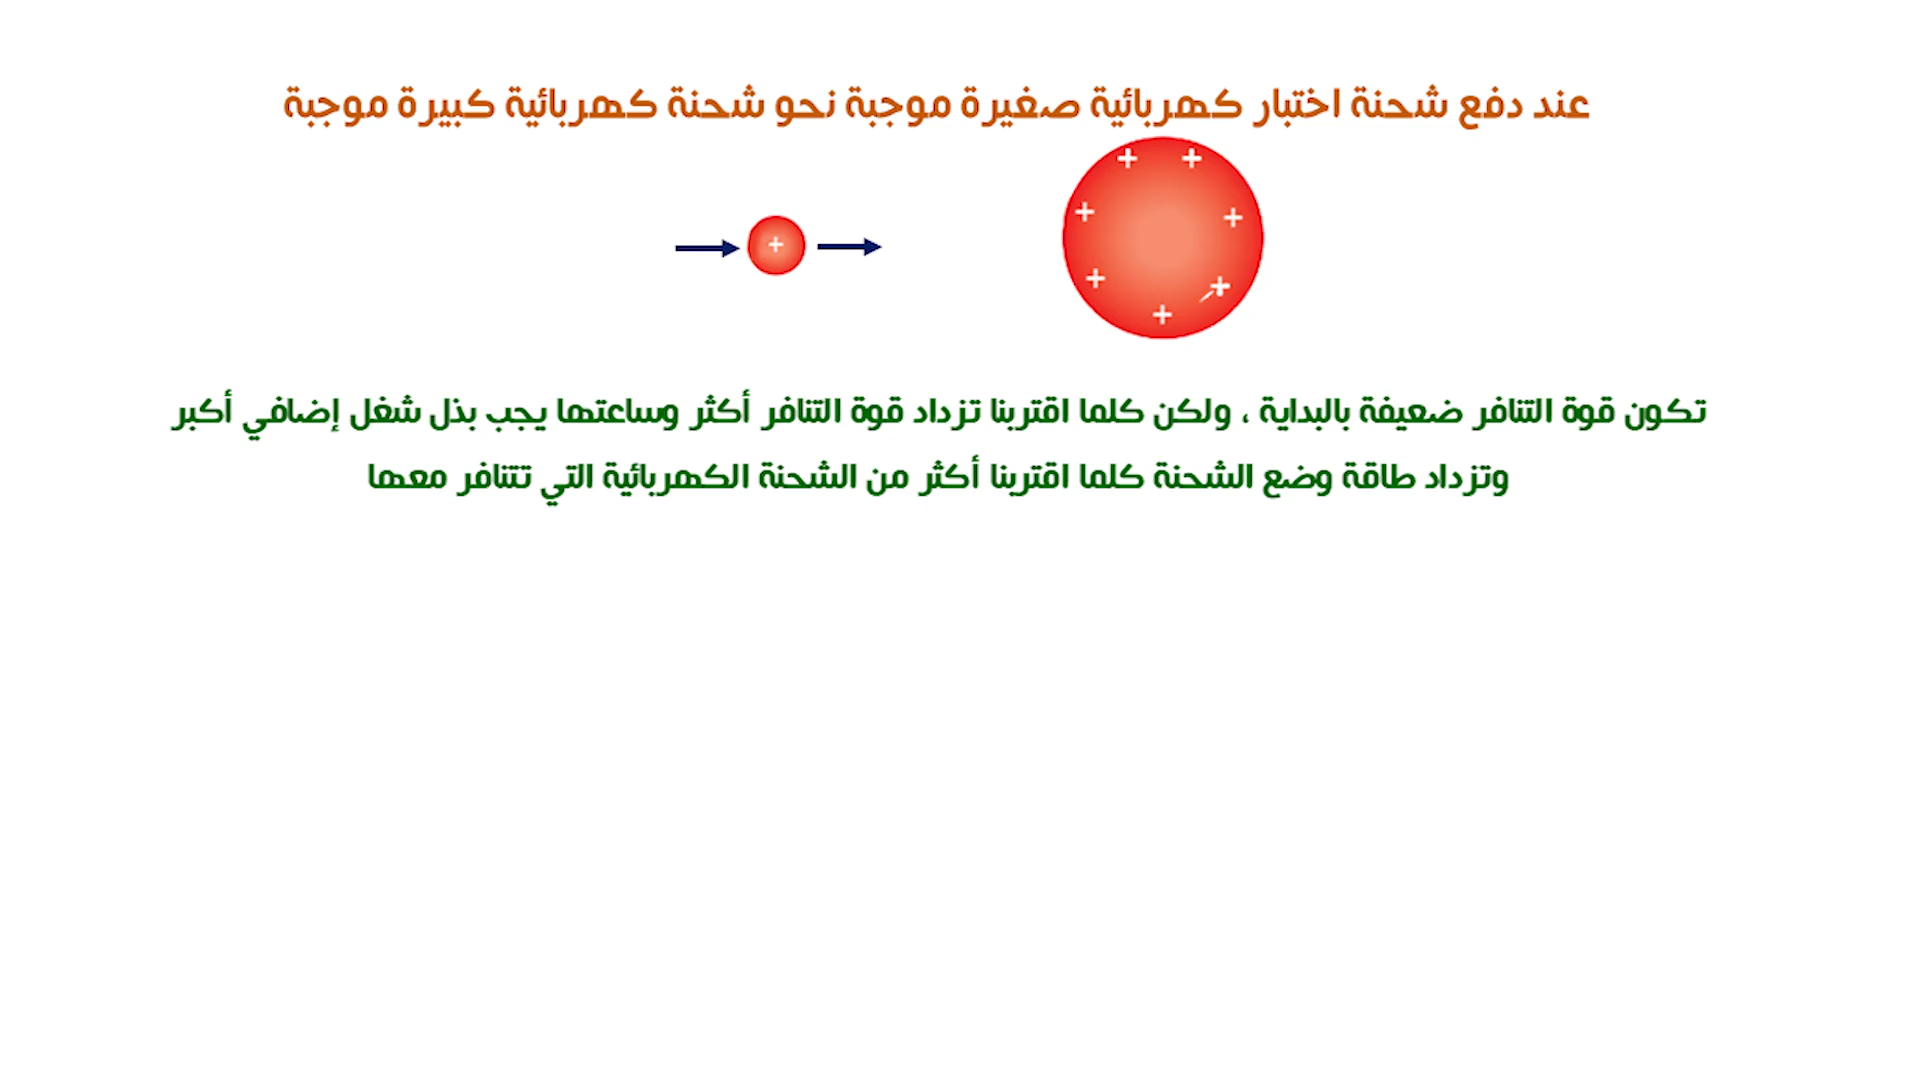 عند دفع شحنة اختبار كهربائية صغيرة موجبة نحو شحنة كهربائية كبيرة موجبة
+ +
+ + +
+ +
+
تكون قوة التنافر ضعيفة بالبداية ، ولكن كلما اقتربنا تزداد قوة التنافر أكثر وساعتها يجب بذل شغل إضافي أكبر
وتزداد طاقة وضع الشحنة كلما اقتربنا أكثر من الشحنة الكهربائية التي تتنافر معها